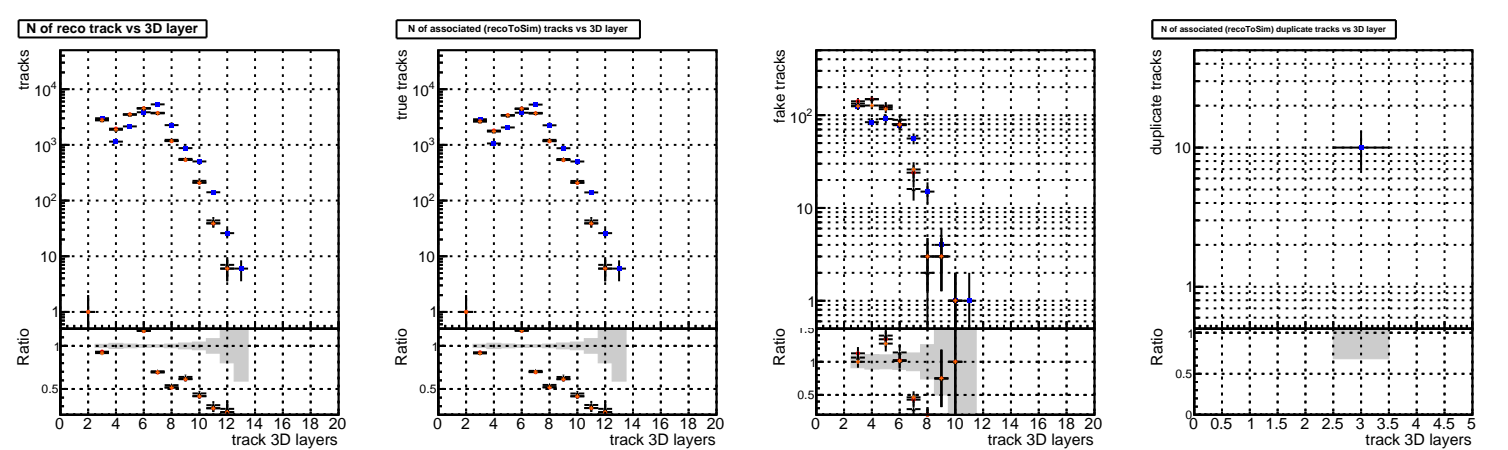 N of reco track vs 3D layer
tracks
10^4
10^3
10^2
10
1
Ratio
1
0.5
0 2 4 6 8 10 12 14 16 18 20
track 3D layers
N of associated (recoToSim) tracks vs 3D layer
true tracks
10^4
10^3
10^2
10
1
Ratio
1
0.5
0 2 4 6 8 10 12 14 16 18 20
track 3D layers
fake tracks
10^2
10
1
Ratio
1.5
1
0.5
0 2 4 6 8 10 12 14 16 18 20
track 3D layers
N of associated (recoToSim) duplicate tracks vs 3D layer
duplicate tracks
10
1
Ratio
1
0.5
0
0 0.5 1 1.5 2 2.5 3 3.5 4 4.5 5
track 3D layers